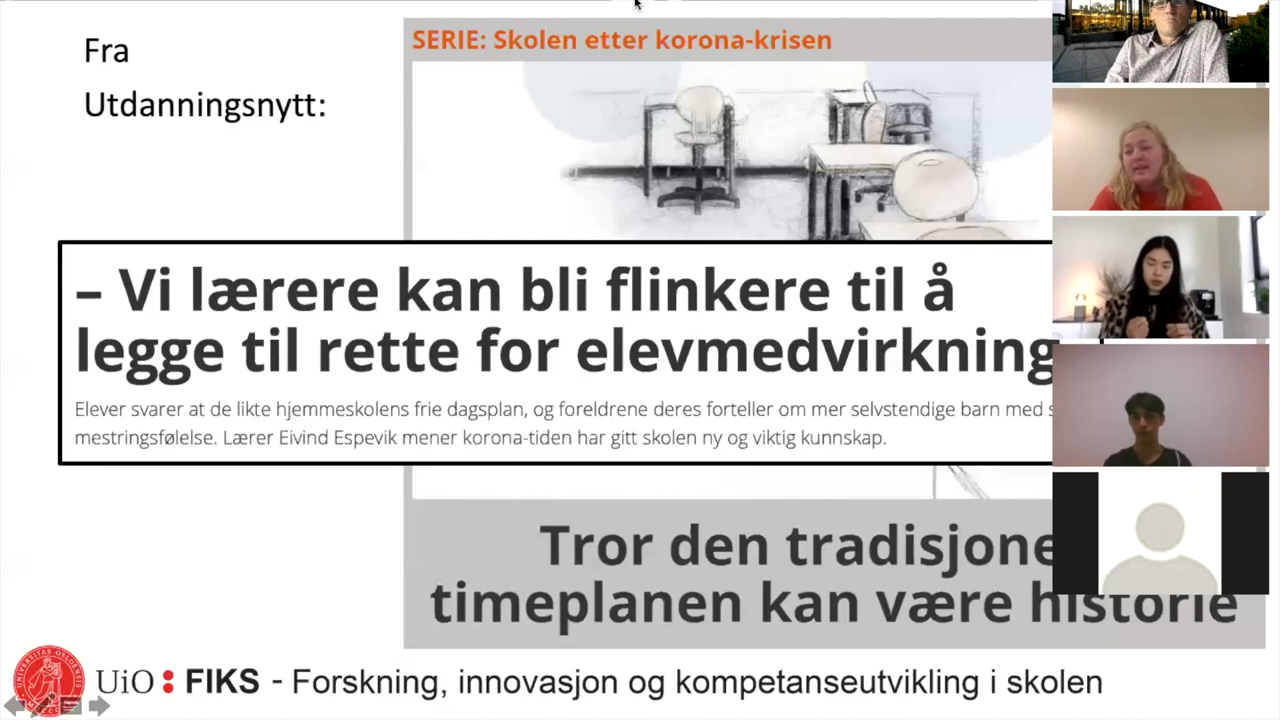 Fra
Utdanningsnytt:
SERIE: Skolen etter korona-krisen
– Vi lærere kan bli flinkere til å
legge til rette for elevmedvirkning
Elever svarer at de likte hjemmeskolens frie dagsplan, og foreldrene deres forteller om mer selvstendige barn med
mestringsfølelse. Lærer Eivind Espevik mener korona-tiden har gitt skolen ny og viktig kunnskap.
Tror den
timeplanen kan være historie
UiO : FIKS - Forskning, innovasjon og kompetanseutvikling i skolen